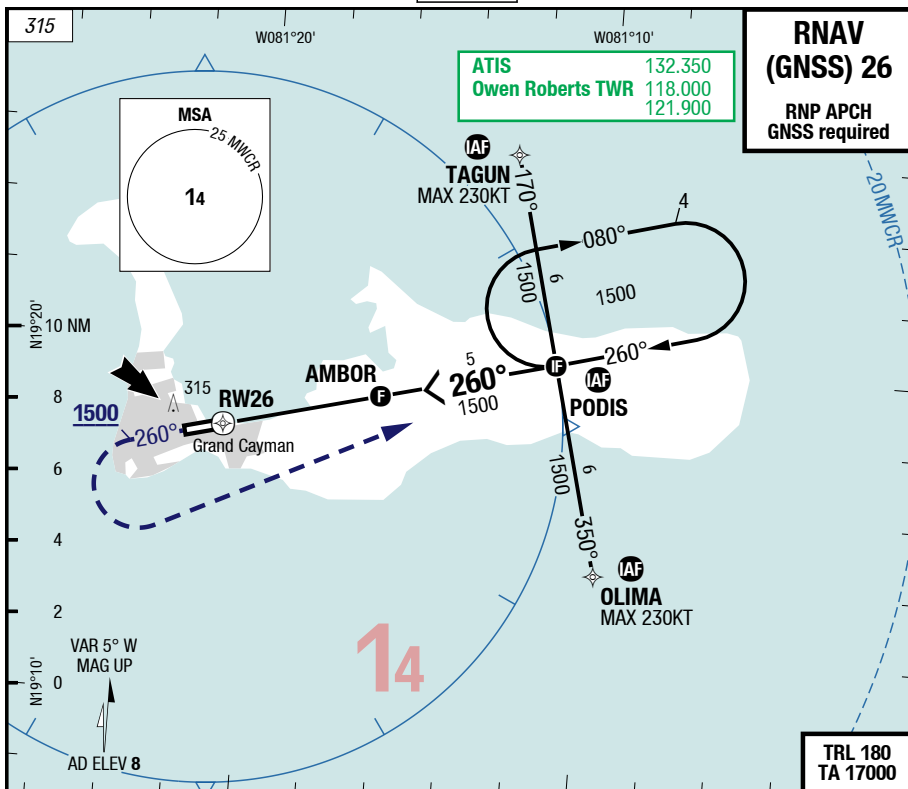 315
W081°20'
W081°10'
RNAV
(GNSS) 26
RNP APCH
GNSS required
ATIS 132.350
Owen Roberts TWR 118.000
121.900
MSA
25 MWCR
14
IAF
TAGUN
MAX 230KT
170°
4
20 MWCR
080°
1500
6
1500
N19°20'
10 NM
260°
IF
IAF
PODIS
5
260°
1500
AMBOR
F
8
315
RW26
1500
260°
Grand Cayman
6
1500
6
350°
4
IAF
OLIMA
MAX 230KT
2
14
VAR 5° W
MAG UP
N19°10'
0
AD ELEV 8
TRL 180
TA 17000